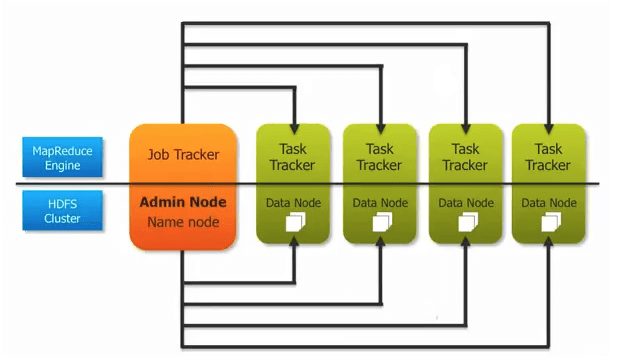 MapReduce
Engine
Job Tracker
Task
Tracker
Task
Tracker
Task
Tracker
Task
Tracker
HDFS
Cluster
Admin Node
Name node
Data Node
Data Node
Data Node
Data Node